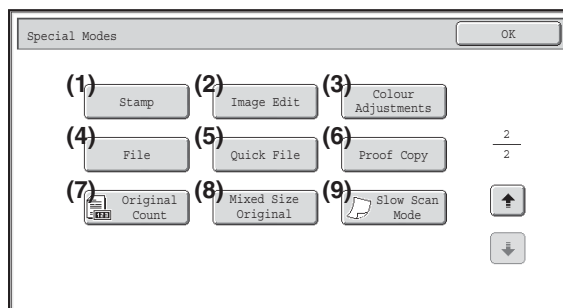 Special Modes
OK
(1) Stamp
(2) Image Edit
(3) Colour
Adjustments
(4) File
(5) Quick File
(6) Proof Copy
2
2
(7) Original
Count
123
(8) Mixed Size
Original
(9) Slow Scan
Mode